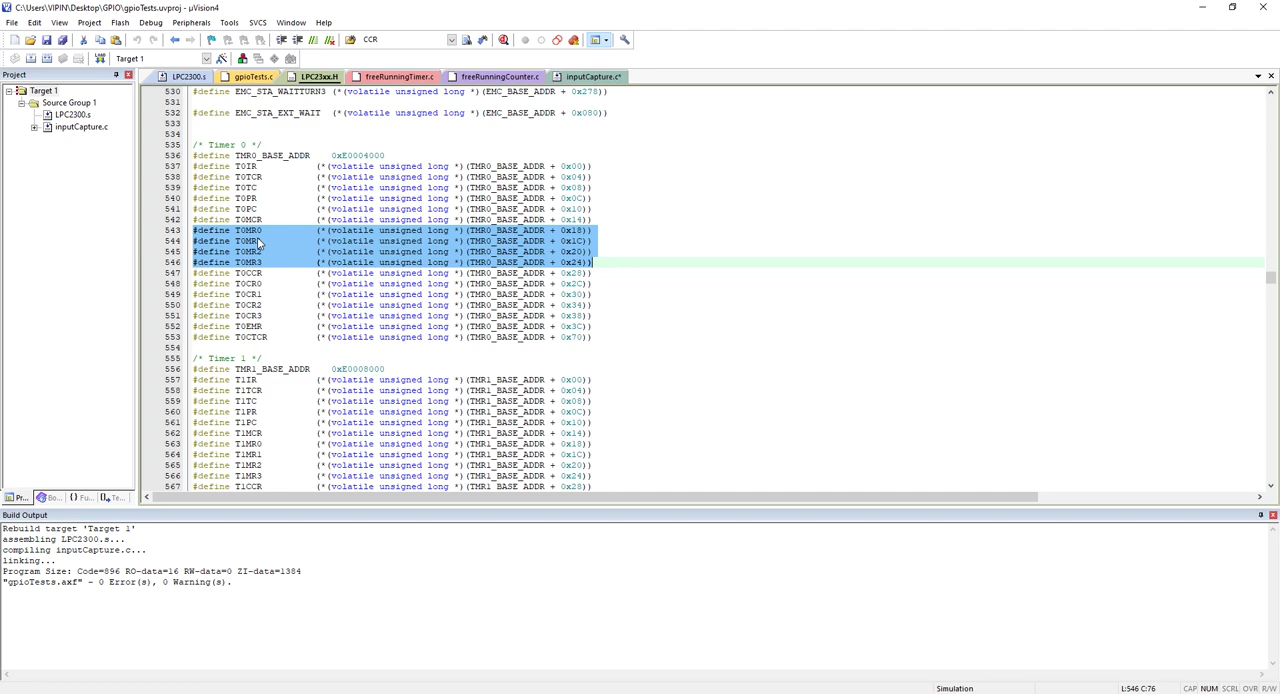 C:\Users\VIPIN\Desktop\GPIO\gpioTests.uvproj - µVision4
File Edit View Project Flash Debug Peripherals Tools SVCS Window Help
CCR
Target 1
Project
LPC2300.s gpioTests.c LPC23xx.H freeRunningTimer.c freeRunningCounter.c inputCapture.c*
Target 1
Source Group 1
LPC2300.s
inputCapture.c
530 #define EMC_STA_WAITTURN3 (*(volatile unsigned long *)(EMC_BASE_ADDR + 0x278))
531
532 #define EMC_STA_EXT_WAIT (*(volatile unsigned long *)(EMC_BASE_ADDR + 0x080))
533
534
535 /* Timer 0 */
536 #define TMR0_BASE_ADDR 0xE0004000
537 #define T0IR (*(volatile unsigned long *)(TMR0_BASE_ADDR + 0x00))
538 #define T0TCR (*(volatile unsigned long *)(TMR0_BASE_ADDR + 0x04))
539 #define T0TC (*(volatile unsigned long *)(TMR0_BASE_ADDR + 0x08))
540 #define T0PR (*(volatile unsigned long *)(TMR0_BASE_ADDR + 0x0C))
541 #define T0PC (*(volatile unsigned long *)(TMR0_BASE_ADDR + 0x10))
542 #define T0MCR (*(volatile unsigned long *)(TMR0_BASE_ADDR + 0x14))
543 #define T0MR0 (*(volatile unsigned long *)(TMR0_BASE_ADDR + 0x18))
544 #define T0MR (*(volatile unsigned long *)(TMR0_BASE_ADDR + 0x1C))
545 #define T0MR2 (*(volatile unsigned long *)(TMR0_BASE_ADDR + 0x20))
546 #define T0MR3 (*(volatile unsigned long *)(TMR0_BASE_ADDR + 0x24))
547 #define T0CCR (*(volatile unsigned long *)(TMR0_BASE_ADDR + 0x28))
548 #define T0CR0 (*(volatile unsigned long *)(TMR0_BASE_ADDR + 0x2C))
549 #define T0CR1 (*(volatile unsigned long *)(TMR0_BASE_ADDR + 0x30))
550 #define T0CR2 (*(volatile unsigned long *)(TMR0_BASE_ADDR + 0x34))
551 #define T0CR3 (*(volatile unsigned long *)(TMR0_BASE_ADDR + 0x38))
552 #define T0EMR (*(volatile unsigned long *)(TMR0_BASE_ADDR + 0x3C))
553 #define T0CTCR (*(volatile unsigned long *)(TMR0_BASE_ADDR + 0x70))
554
555 /* Timer 1 */
556 #define TMR1_BASE_ADDR 0xE0008000
557 #define T1IR (*(volatile unsigned long *)(TMR1_BASE_ADDR + 0x00))
558 #define T1TCR (*(volatile unsigned long *)(TMR1_BASE_ADDR + 0x04))
559 #define T1TC (*(volatile unsigned long *)(TMR1_BASE_ADDR + 0x08))
560 #define T1PR (*(volatile unsigned long *)(TMR1_BASE_ADDR + 0x0C))
561 #define T1PC (*(volatile unsigned long *)(TMR1_BASE_ADDR + 0x10))
562 #define T1MCR (*(volatile unsigned long *)(TMR1_BASE_ADDR + 0x14))
563 #define T1MR0 (*(volatile unsigned long *)(TMR1_BASE_ADDR + 0x18))
564 #define T1MR1 (*(volatile unsigned long *)(TMR1_BASE_ADDR + 0x1C))
565 #define T1MR2 (*(volatile unsigned long *)(TMR1_BASE_ADDR + 0x20))
566 #define T1MR3 (*(volatile unsigned long *)(TMR1_BASE_ADDR + 0x24))
567 #define T1CCR (*(volatile unsigned long *)(TMR1_BASE_ADDR + 0x28))
Pr... Bo... {} Fu... Te...
Build Output
Rebuild target 'Target 1'
assembling LPC2300.s...
compiling inputCapture.c...
linking...
Program Size: Code=896 RO-data=16 RW-data=0 ZI-data=1384
"gpioTests.axf" - 0 Error(s), 0 Warning(s).
Simulation L:546 C:76 CAP NUM SCRL OVR R/W